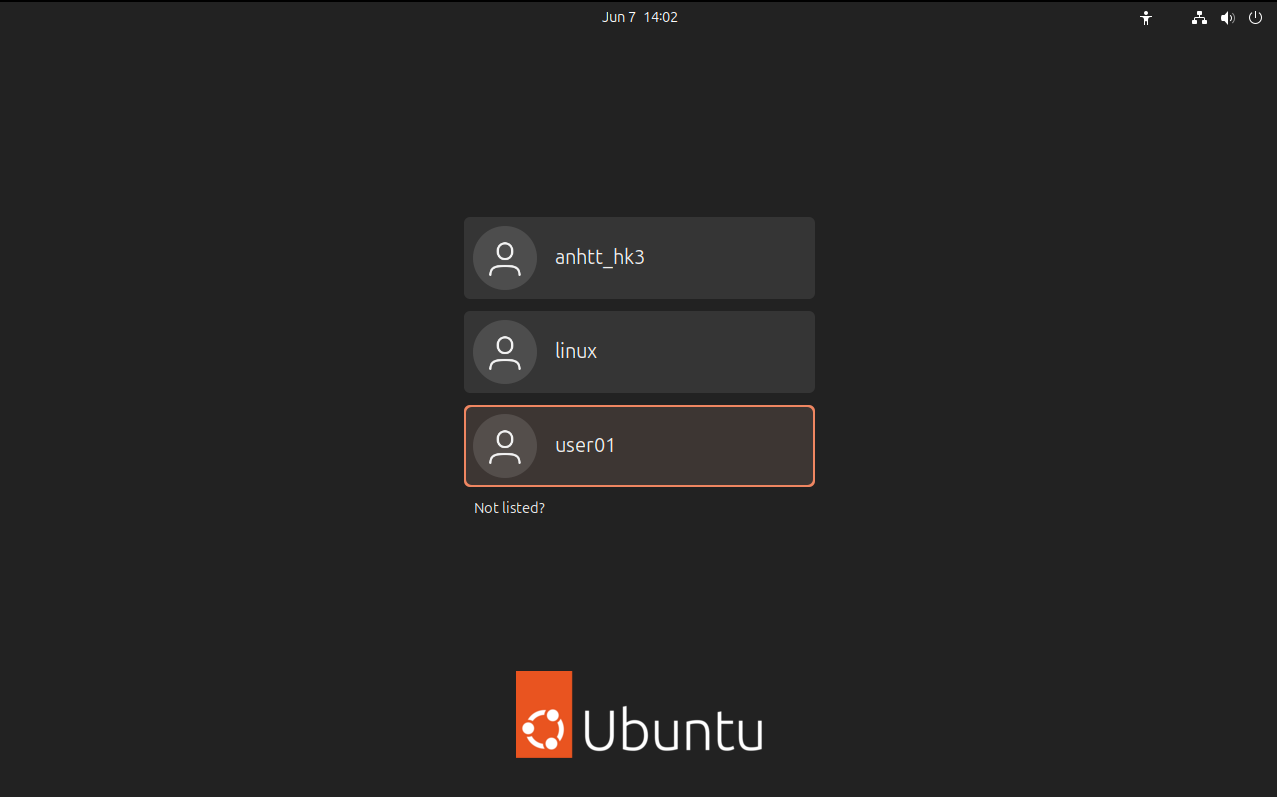 Jun 7 14:02
anhtt_hk3
linux
user01
Not listed?
Ubuntu